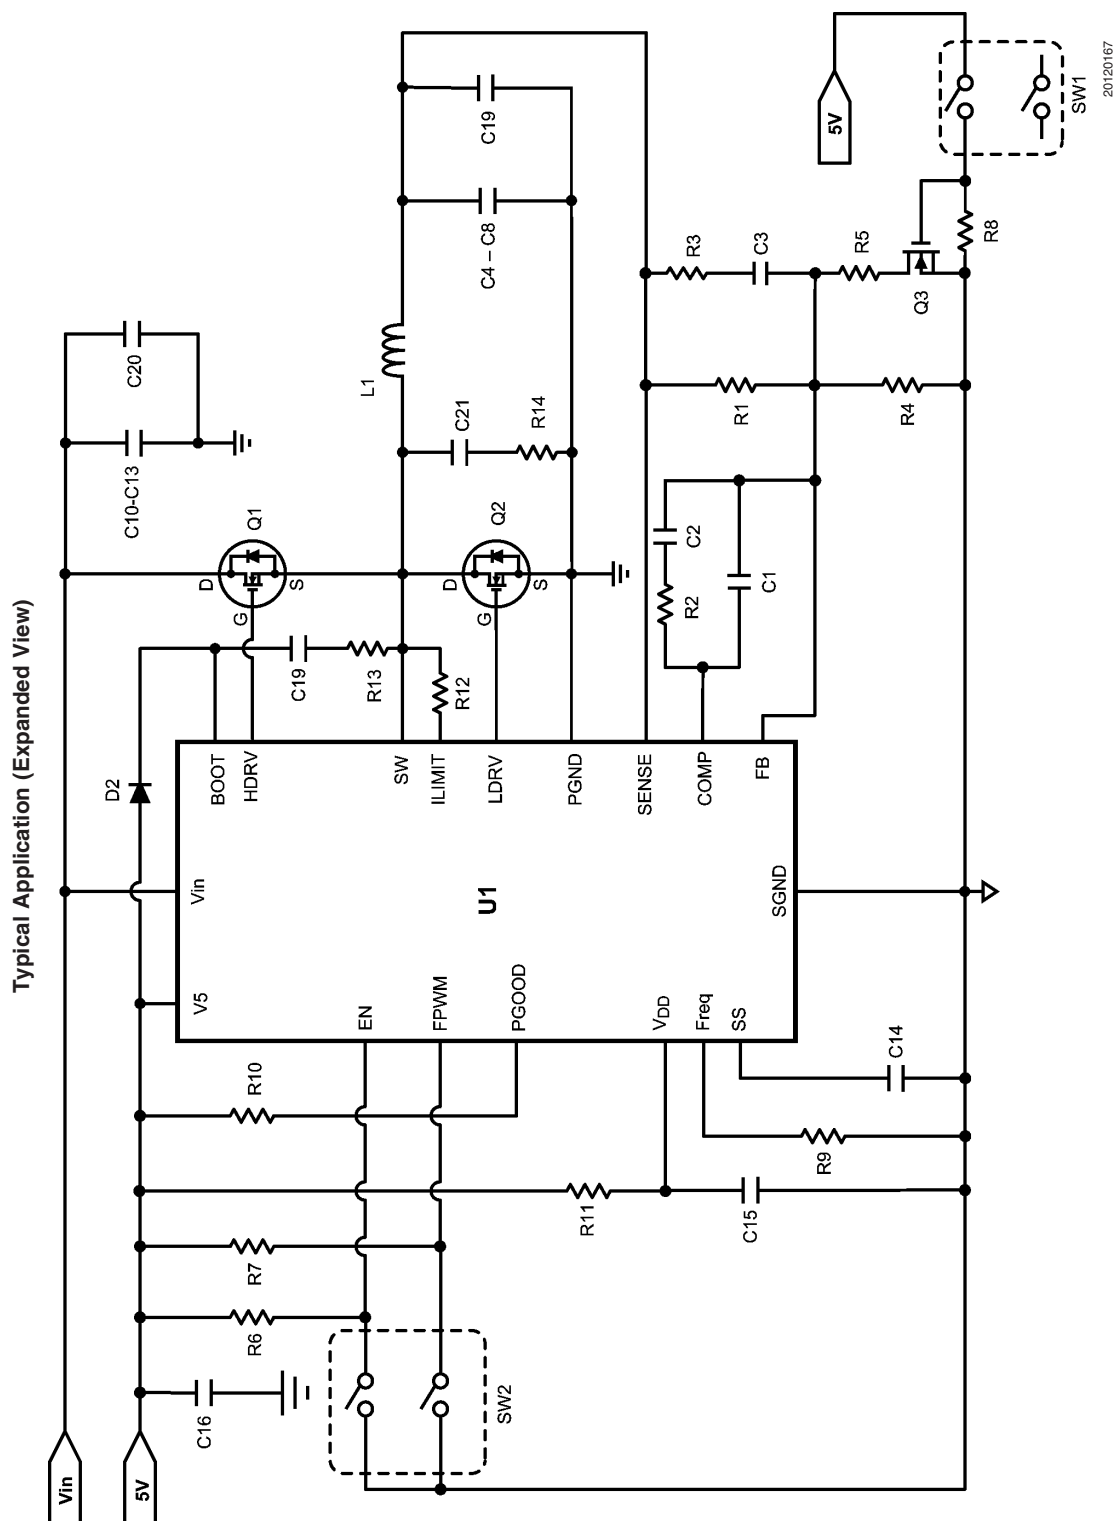 Typical Application (Expanded View)
Vin
5V
C16
R6
R7
R10
R11
C15
R9
C14
SW2
V5
Vin
EN
FPWM
PGOOD
VDD
Freq
SS
U1
SGND
BOOT
HDRV
SW
ILIMIT
LDRV
PGND
SENSE
COMP
FB
D2
C19
R13
R12
D
G
S
Q1
D
G
S
Q2
C10-C13
C20
C21
R14
L1
C4 – C8
C19
R2
C2
C1
R1
R4
R3
C3
R5
Q3
R8
5V
SW1
20120167